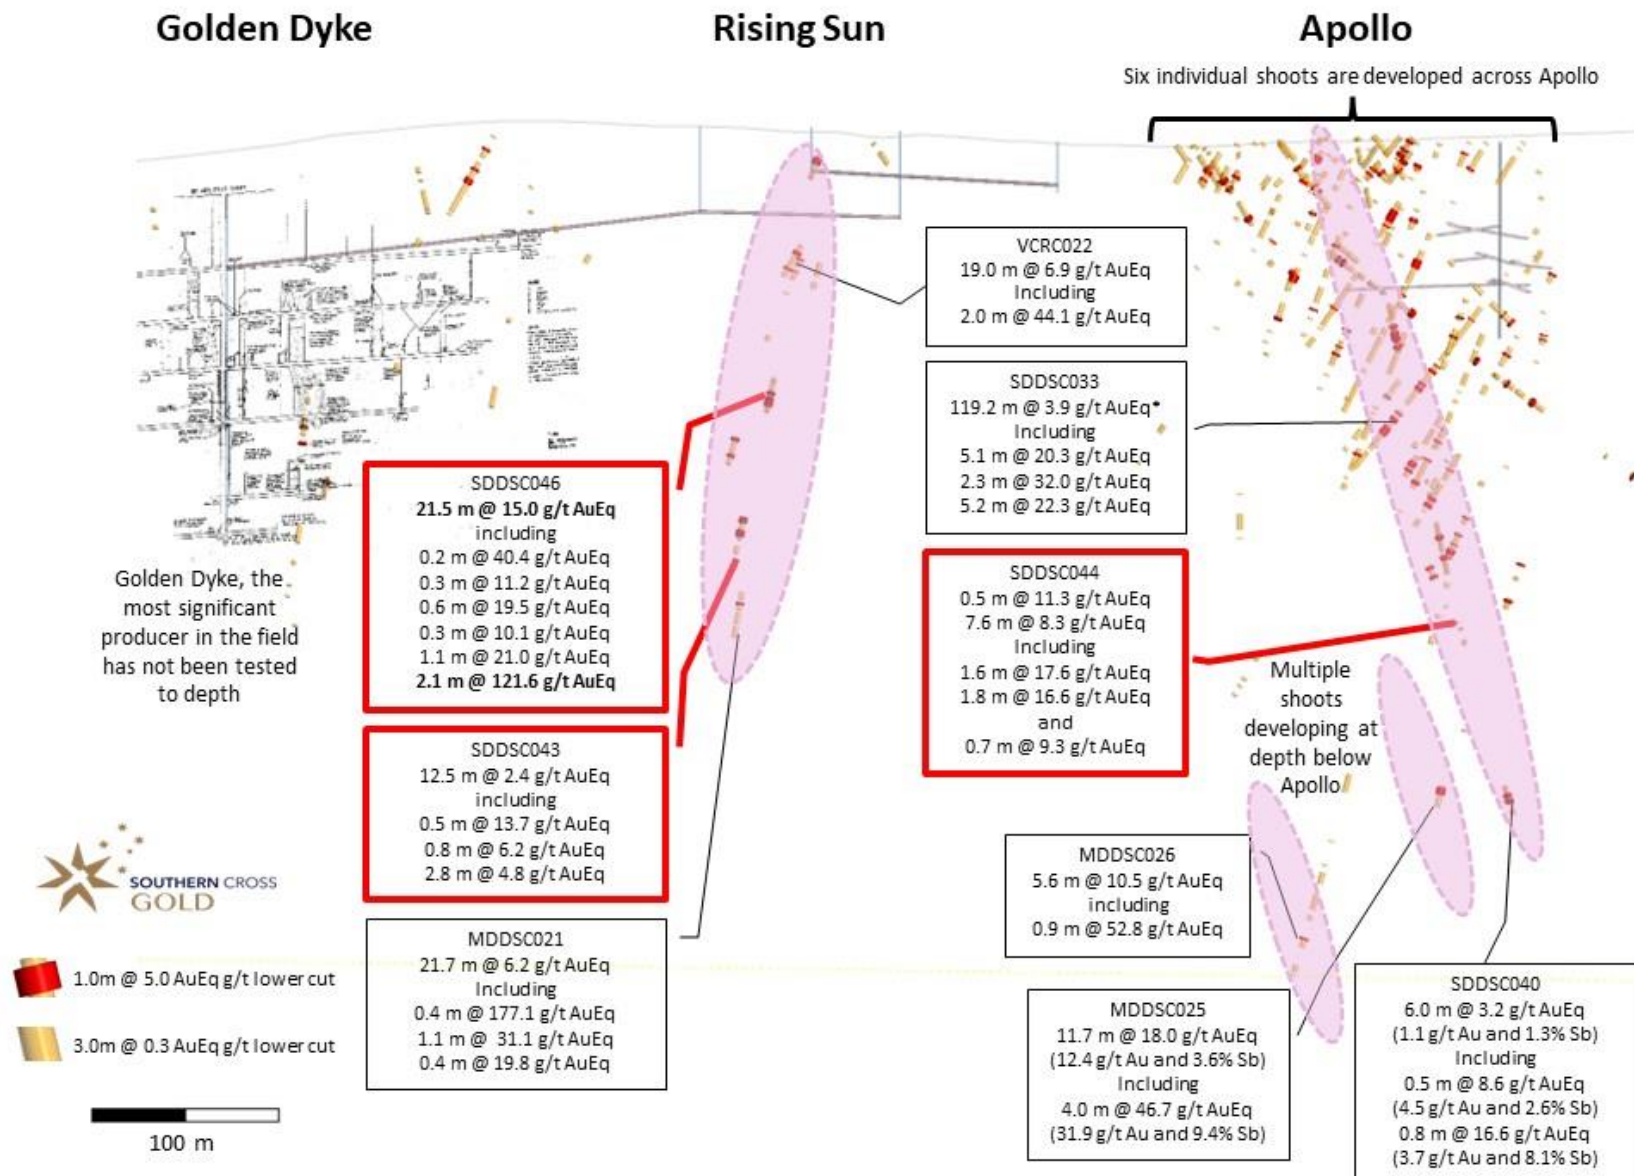 Golden Dyke
Rising Sun
Apollo
Six individual shoots are developed across Apollo
VCRC022
19.0 m @ 6.9 g/t AuEq
Including
2.0 m @ 44.1 g/t AuEq
SDDSC033
119.2 m @ 3.9 g/t AuEq*
Including
5.1 m @ 20.3 g/t AuEq
2.3 m @ 32.0 g/t AuEq
5.2 m @ 22.3 g/t AuEq
SDDSC046
21.5 m @ 15.0 g/t AuEq
including
0.2 m @ 40.4 g/t AuEq
0.3 m @ 11.2 g/t AuEq
0.6 m @ 19.5 g/t AuEq
0.3 m @ 10.1 g/t AuEq
1.1 m @ 21.0 g/t AuEq
2.1 m @ 121.6 g/t AuEq
Golden Dyke, the
most significant
producer in the field
has not been tested
to depth
SDDSC044
0.5 m @ 11.3 g/t AuEq
7.6 m @ 8.3 g/t AuEq
Including
1.6 m @ 17.6 g/t AuEq
1.8 m @ 16.6 g/t AuEq
and
0.7 m @ 9.3 g/t AuEq
Multiple
shoots
developing at
depth below
Apollo
SDDSC043
12.5 m @ 2.4 g/t AuEq
including
0.5 m @ 13.7 g/t AuEq
0.8 m @ 6.2 g/t AuEq
2.8 m @ 4.8 g/t AuEq
MDDSC026
5.6 m @ 10.5 g/t AuEq
including
0.9 m @ 52.8 g/t AuEq
SOUTHERN CROSS
GOLD
MDDSC021
21.7 m @ 6.2 g/t AuEq
Including
0.4 m @ 177.1 g/t AuEq
1.1 m @ 31.1 g/t AuEq
0.4 m @ 19.8 g/t AuEq
1.0m @ 5.0 AuEq g/t lower cut
3.0m @ 0.3 AuEq g/t lower cut
100 m
MDDSC025
11.7 m @ 18.0 g/t AuEq
(12.4 g/t Au and 3.6% Sb)
Including
4.0 m @ 46.7 g/t AuEq
(31.9 g/t Au and 9.4% Sb)
SDDSC040
6.0 m @ 3.2 g/t AuEq
(1.1 g/t Au and 1.3% Sb)
Including
0.5 m @ 8.6 g/t AuEq
(4.5 g/t Au and 2.6% Sb)
0.8 m @ 16.6 g/t AuEq
(3.7 g/t Au and 8.1% Sb)